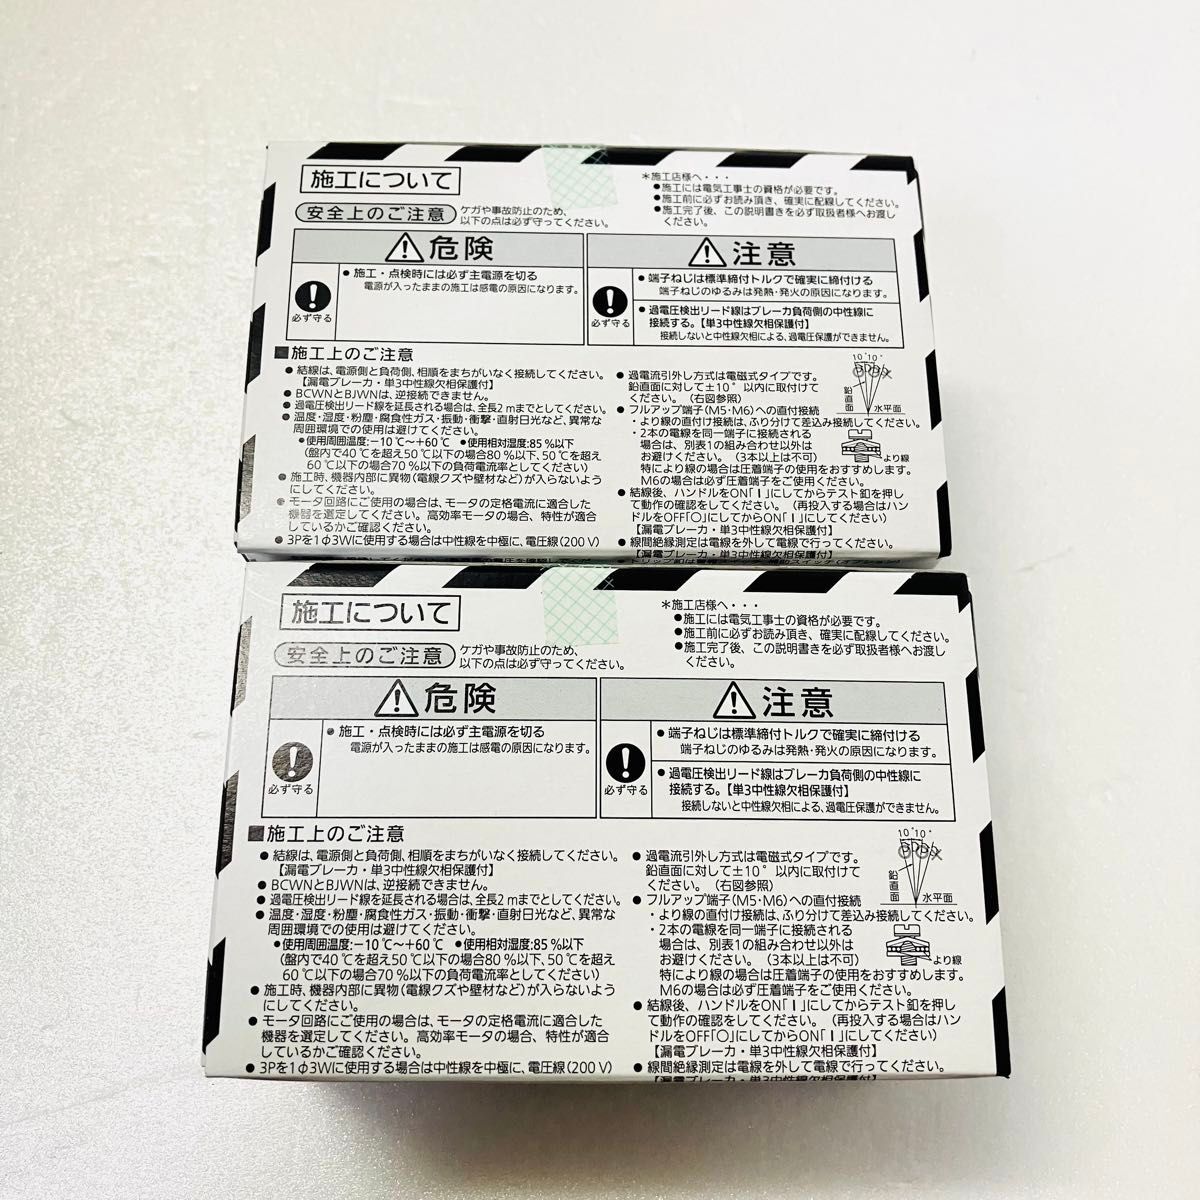 施工について
安全上のご注意
ケガや事故防止のため、
以下の点は必ず守ってください。
＊施工店様へ・・・
●施工には電気工事士の資格が必要です。
●施工前に必ずお読み頂き、確実に配線してください。
●施工完了後、この説明書きを必ず取扱者様へお渡し
ください。
危険
必ず守る
●施工・点検時には必ず主電源を切る
電源が入ったままの施工は感電の原因になります。
注意
必ず守る
●端子ねじは標準締付トルクで確実に締付ける
端子ねじのゆるみは発熱・発火の原因になります。
●過電圧検出リード線はブレーカ負荷側の中性線に
接続する。【単3中性線欠相保護付】
接続しないと中性線欠相による、過電圧保護ができません。
■施工上のご注意
●結線は、電源側と負荷側、相順をまちがいなく接続してください。
【漏電ブレーカ・単3中性線欠相保護付】
●BCWNとBJWNは、逆接続できません。
●過電圧検出リード線を延長される場合は、全長2mまでとしてください。
●温度・湿度・粉塵・腐食性ガス・振動・衝撃・直射日光など、異常な
周囲環境での使用は避けてください。
●使用周囲温度:−10℃〜+60℃ ●使用相対湿度:85%以下
(盤内で40℃を超え50℃以下の場合80%以下、50℃を超え
60℃以下の場合70%以下の負荷電流率としてください)
●施工時、機器内部に異物(電線クズや壁材など)が入らないよう
にしてください。
●モータ回路にご使用の場合は、モータの定格電流に適合した
機器を選定してください。高効率モータの場合、特性が適合
しているかご確認ください。
●3Pを1φ3Wに使用する場合は中性線を中極に、電圧線(200V)
●過電流引外し方式は電磁式タイプです。
鉛直面に対して±10°以内に取付けて
ください。(右図参照)
10° 10°
鉛直面
水平面
●フルアップ端子(M5・M6)への直付接続
・より線の直付け接続は、ふり分けて差込み接続してください。
・2本の電線を同一端子に接続される
場合は、別表1の組み合わせ以外は
お避けください。(3本以上は不可)
より線
特により線の場合は圧着端子の使用をおすすめします。
M6の場合は必ず圧着端子をご使用ください。
●結線後、ハンドルをON「|」にしてからテスト釦を押し
て動作の確認をしてください。(再投入する場合はハン
ドルをOFF「○」にしてからON「|」にしてください)
【漏電ブレーカ・単3中性線欠相保護付】
●線間絶縁測定は電線を外して電線で行ってください。
【漏電ブレーカ・単3中性線欠相保護付】
施工について
安全上のご注意
ケガや事故防止のため、
以下の点は必ず守ってください。
＊施工店様へ・・・
●施工には電気工事士の資格が必要です。
●施工前に必ずお読み頂き、確実に配線してください。
●施工完了後、この説明書きを必ず取扱者様へお渡し
ください。
危険
必ず守る
●施工・点検時には必ず主電源を切る
電源が入ったままの施工は感電の原因になります。
注意
必ず守る
●端子ねじは標準締付トルクで確実に締付ける
端子ねじのゆるみは発熱・発火の原因になります。
●過電圧検出リード線はブレーカ負荷側の中性線に
接続する。【単3中性線欠相保護付】
接続しないと中性線欠相による、過電圧保護ができません。
■施工上のご注意
●結線は、電源側と負荷側、相順をまちがいなく接続してください。
【漏電ブレーカ・単3中性線欠相保護付】
●BCWNとBJWNは、逆接続できません。
●過電圧検出リード線を延長される場合は、全長2mまでとしてください。
●温度・湿度・粉塵・腐食性ガス・振動・衝撃・直射日光など、異常な
周囲環境での使用は避けてください。
●使用周囲温度:−10℃〜+60℃ ●使用相対湿度:85%以下
(盤内で40℃を超え50℃以下の場合80%以下、50℃を超え
60℃以下の場合70%以下の負荷電流率としてください)
●施工時、機器内部に異物(電線クズや壁材など)が入らないよう
にしてください。
●モータ回路にご使用の場合は、モータの定格電流に適合した
機器を選定してください。高効率モータの場合、特性が適合
しているかご確認ください。
●3Pを1φ3Wに使用する場合は中性線を中極に、電圧線(200V)
●過電流引外し方式は電磁式タイプです。
鉛直面に対して±10°以内に取付けて
ください。(右図参照)
10° 10°
鉛直面
水平面
●フルアップ端子(M5・M6)への直付接続
・より線の直付け接続は、ふり分けて差込み接続してください。
・2本の電線を同一端子に接続される
場合は、別表1の組み合わせ以外は
お避けください。(3本以上は不可)
より線
特により線の場合は圧着端子の使用をおすすめします。
M6の場合は必ず圧着端子をご使用ください。
●結線後、ハンドルをON「|」にしてからテスト釦を押し
て動作の確認をしてください。(再投入する場合はハン
ドルをOFF「○」にしてからON「|」にしてください)
【漏電ブレーカ・単3中性線欠相保護付】
●線間絶縁測定は電線を外して電線で行ってください。
【漏電ブレーカ・単3中性線欠相保護付】